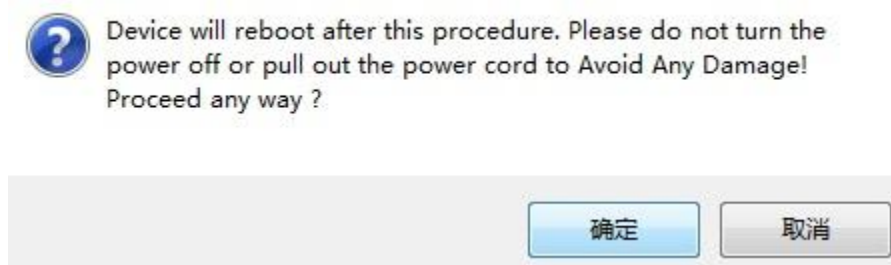 Device will reboot after this procedure. Please do not turn the
power off or pull out the power cord to Avoid Any Damage!
Proceed any way ?
确定
取消